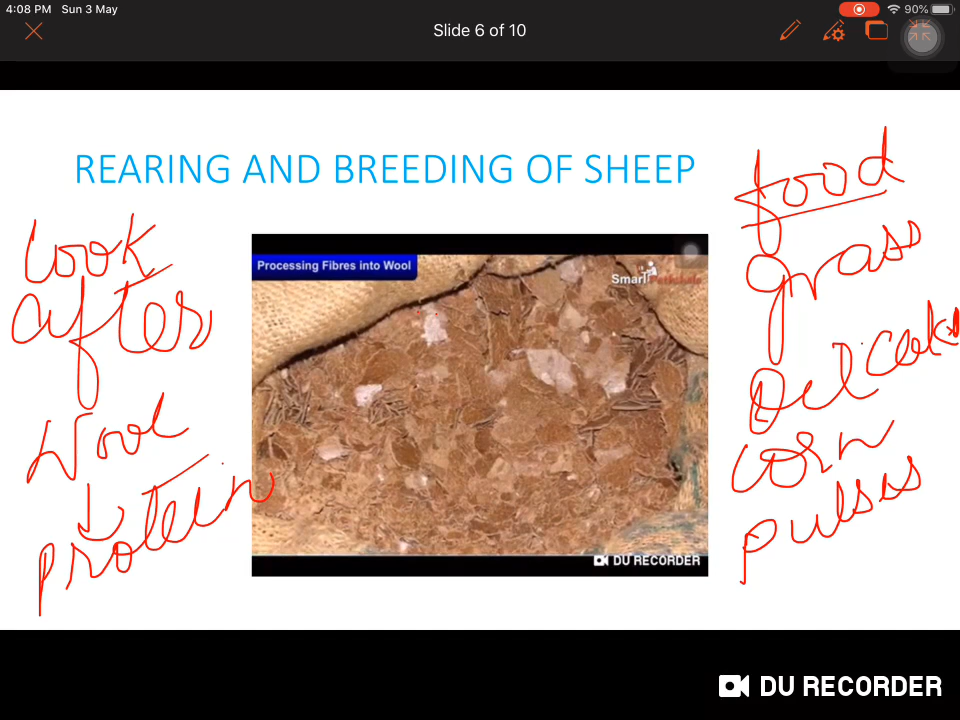 4:08 PM Sun 3 May
90%
Slide 6 of 10
REARING AND BREEDING OF SHEEP
Look
after
Wool
protein
Processing Fibres into Wool
Smart
DU RECORDER
food
grass
Oil cake
corn
pulses
DU RECORDER